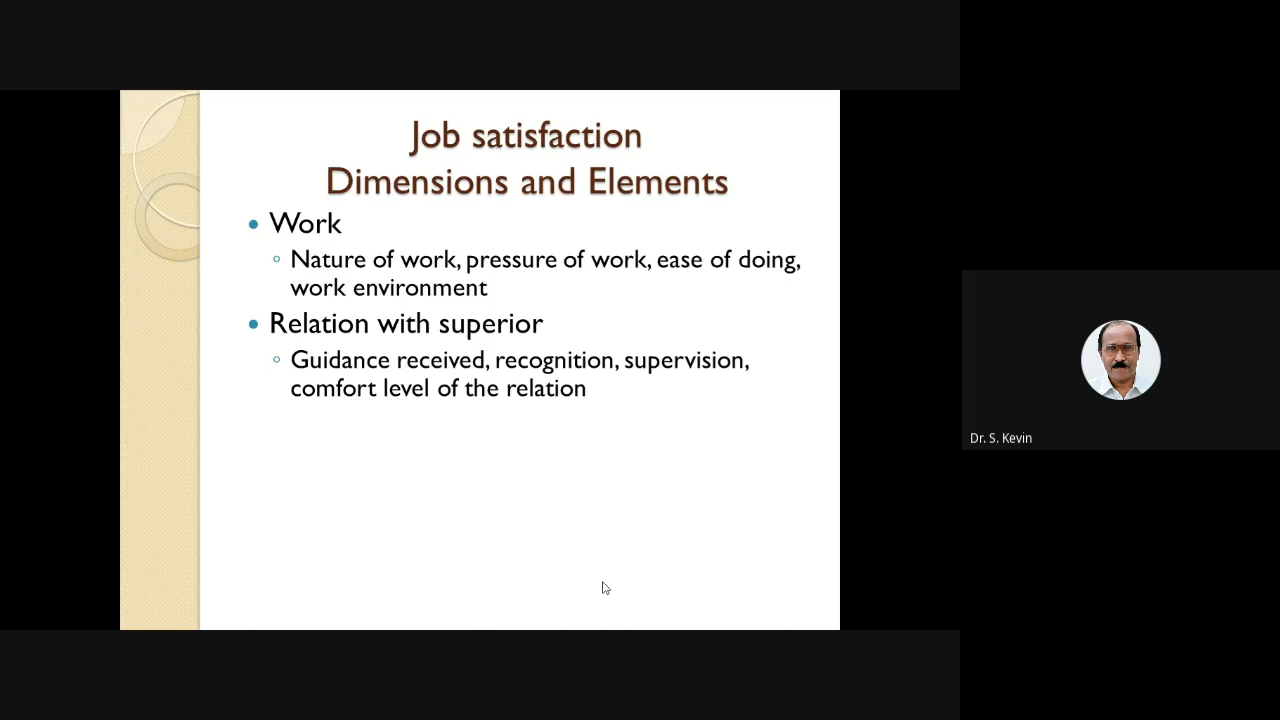 Job satisfaction
Dimensions and Elements
• Work
◦ Nature of work, pressure of work, ease of doing,
work environment
• Relation with superior
◦ Guidance received, recognition, supervision,
comfort level of the relation
Dr. S. Kevin